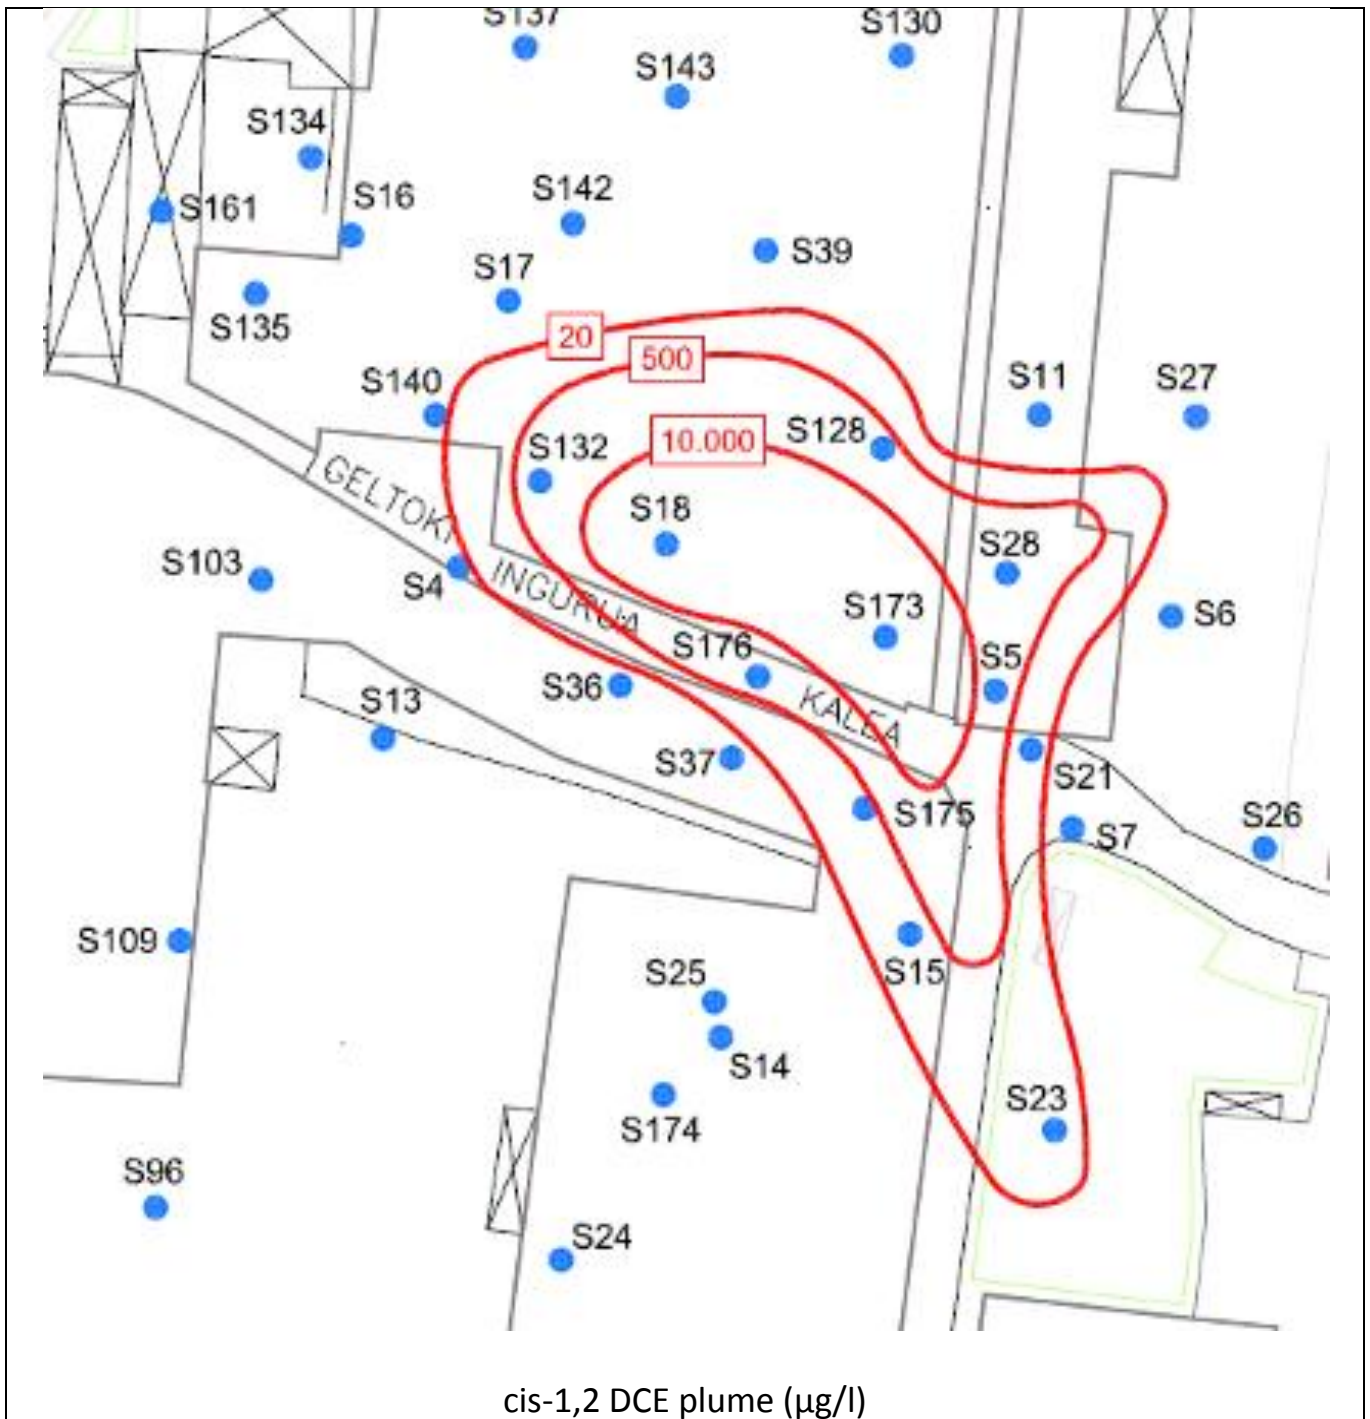 S137
S130
S143
S134
S142
S16
S161
S39
S17
S135
20
500
S140
S11
S27
S128
10.000
S132
S18
S28
GELTOKI
S103
S4
INGURUA
S173
S6
S176
S5
S36
S13
KALEA
S37
S21
S175
S7
S26
S109
S15
S25
S14
S23
S174
S96
S24
cis-1,2 DCE plume (µg/l)